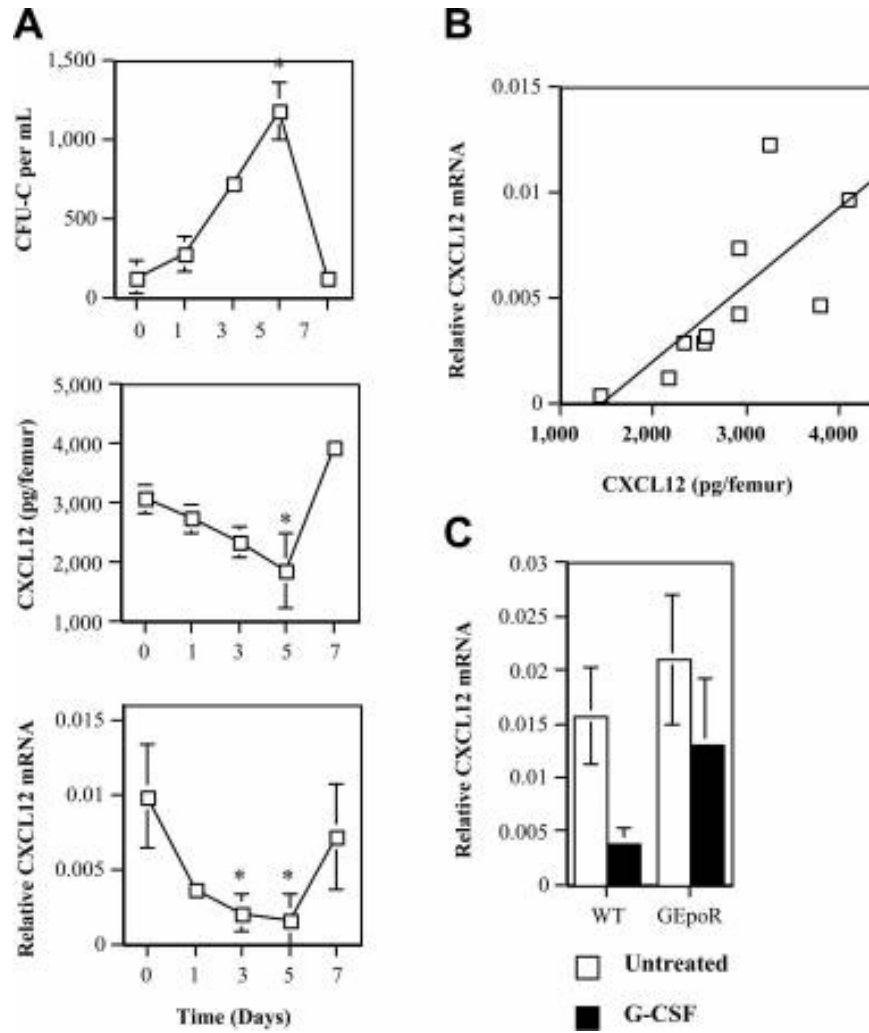 A
CFU-C per mL
1,500
*
1,000
500
0
0 1 3 5 7
CXCL12 (pg/femur)
5,000
4,000
3,000
*
2,000
1,000
0 1 3 5 7
Relative CXCL12 mRNA
0.015
0.01
0.005
* *
0
0 1 3 5 7
Time (Days)
B
Relative CXCL12 mRNA
0.015
0.01
0.005
0
1,000 2,000 3,000 4,000
CXCL12 (pg/femur)
C
Relative CXCL12 mRNA
0.03
0.025
0.02
0.015
0.01
0.005
0
WT GEpoR
Untreated
G-CSF